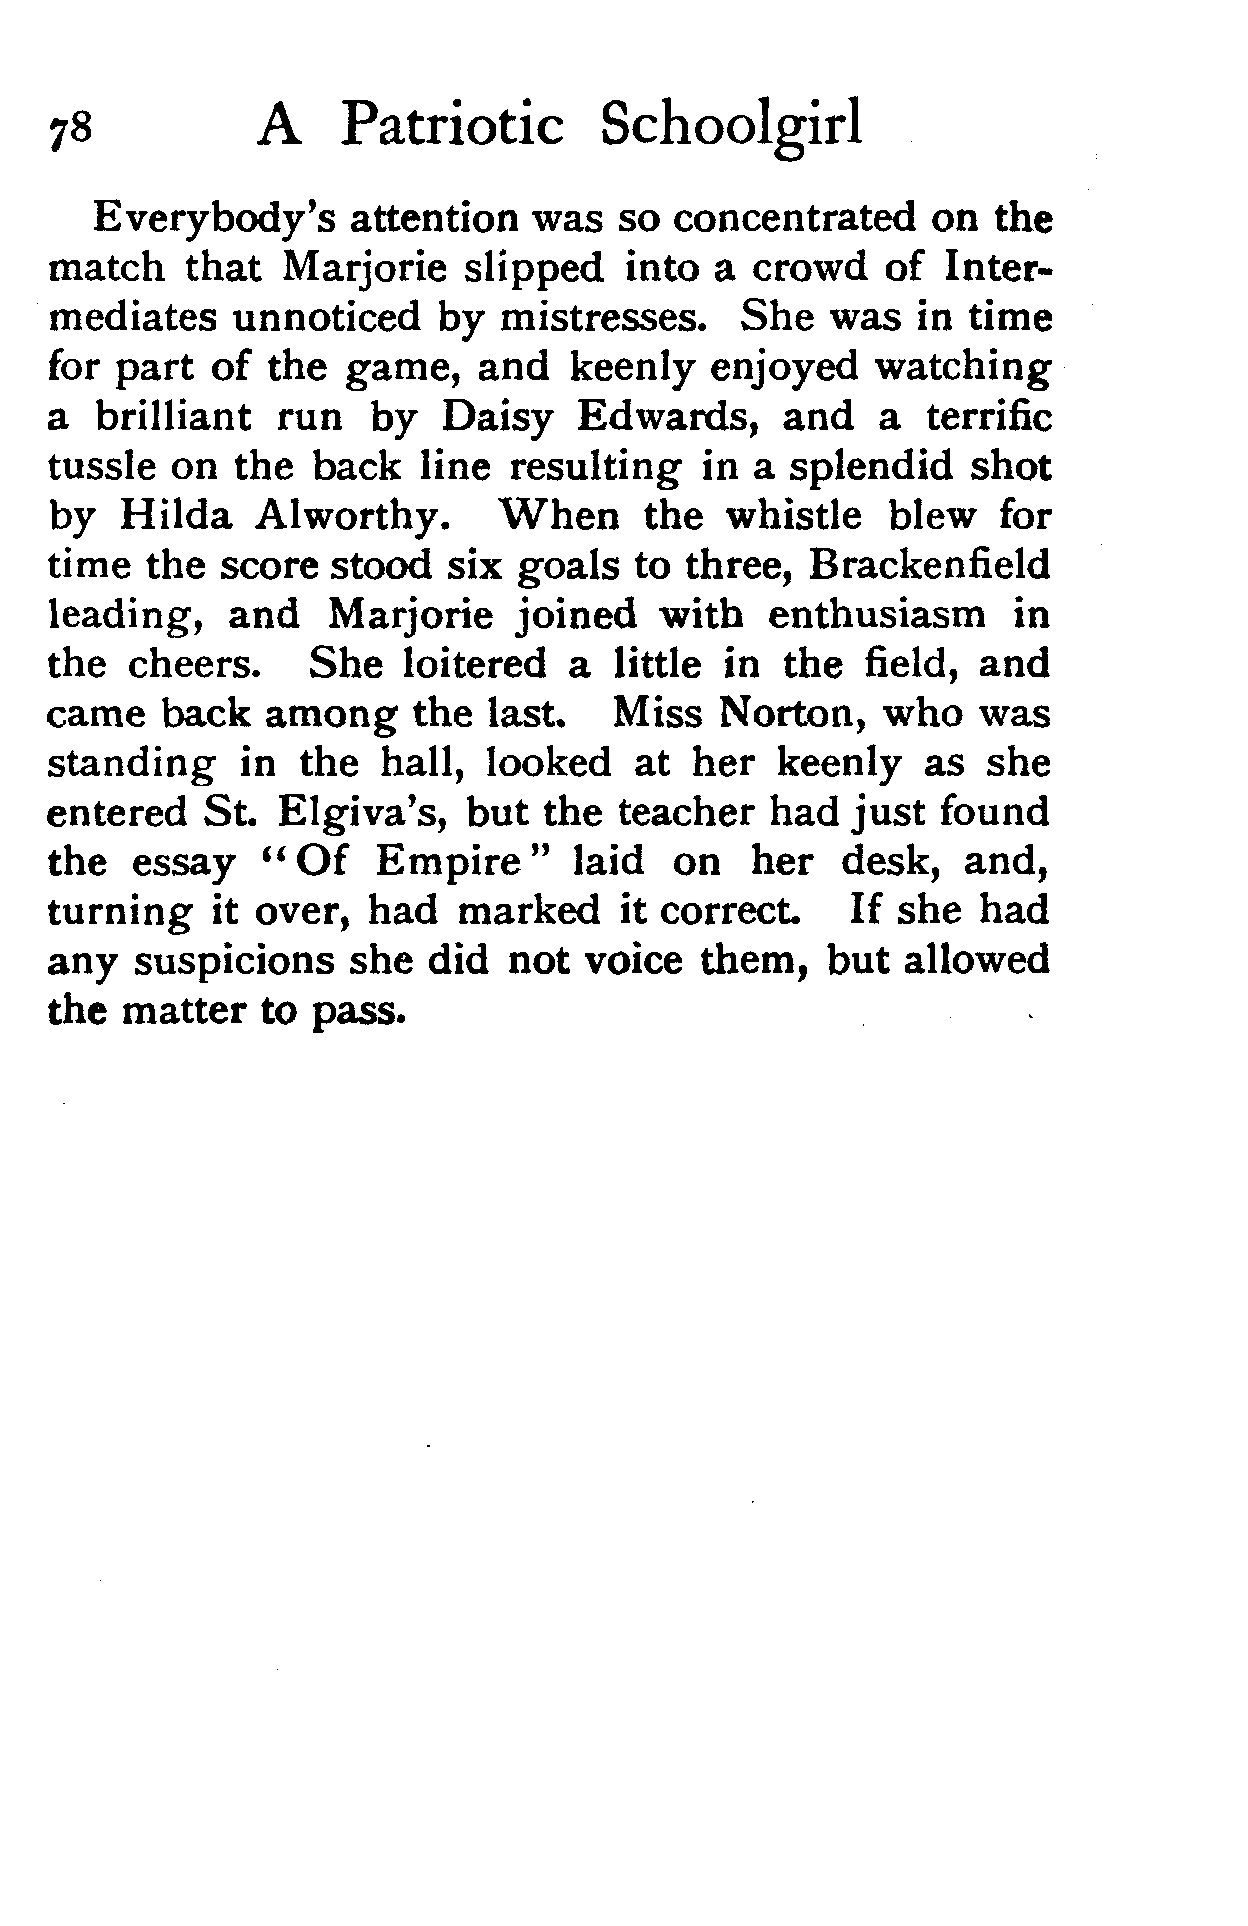 78 A Patriotic Schoolgirl
Everybody's attention was so concentrated on the
match that Marjorie slipped into a crowd of Inter-
mediates unnoticed by mistresses. She was in time
for part of the game, and keenly enjoyed watching
a brilliant run by Daisy Edwards, and a terrific
tussle on the back line resulting in a splendid shot
by Hilda Alworthy. When the whistle blew for
time the score stood six goals to three, Brackenfield
leading, and Marjorie joined with enthusiasm in
the cheers. She loitered a little in the field, and
came back among the last. Miss Norton, who was
standing in the hall, looked at her keenly as she
entered St. Elgiva's, but the teacher had just found
the essay “Of Empire” laid on her desk, and,
turning it over, had marked it correct. If she had
any suspicions she did not voice them, but allowed
the matter to pass.